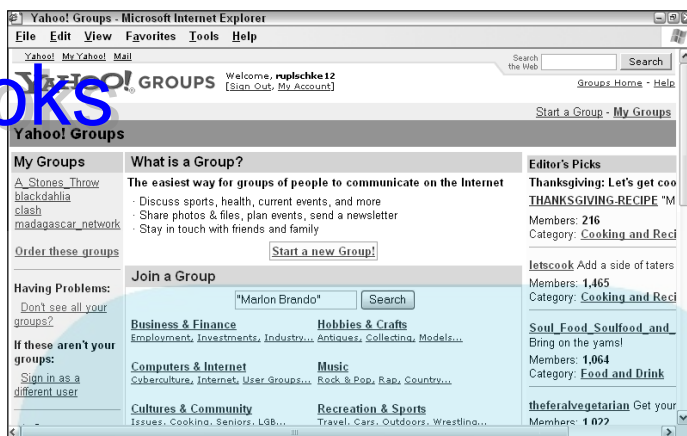 Yahoo! Groups - Microsoft Internet Explorer
File Edit View Favorites Tools Help
Yahoo! My Yahoo! Mail
Search the Web Search
YAHOO! GROUPS
Welcome, ruplschke12
[Sign Out, My Account]
Groups Home - Help
oks
Start a Group - My Groups
Yahoo! Groups
My Groups
A_Stones_Throw
blackdahlia
clash
madagascar_network
Order these groups
Having Problems:
Don't see all your
groups?
If these aren't your
groups:
Sign in as a
different user
What is a Group?
The easiest way for groups of people to communicate on the Internet
· Discuss sports, health, current events, and more
· Share photos & files, plan events, send a newsletter
· Stay in touch with friends and family
Start a new Group!
Join a Group
"Marlon Brando" Search
Business & Finance
Employment, Investments, Industry...
Hobbies & Crafts
Antiques, Collecting, Models...
Computers & Internet
Cyberculture, Internet, User Groups...
Music
Rock & Pop, Rap, Country...
Cultures & Community
Issues, Cooking, Seniors, LGB...
Recreation & Sports
Travel, Cars, Outdoors, Wrestling...
Editor's Picks
Thanksgiving: Let's get coo
THANKSGIVING-RECIPE "M
Members: 216
Category: Cooking and Reci
letscook Add a side of taters
Members: 1,465
Category: Cooking and Reci
Soul_Food_Soulfood_and_
Bring on the yams!
Members: 1,064
Category: Food and Drink
theferalvegetarian Get your
Members: 1,022